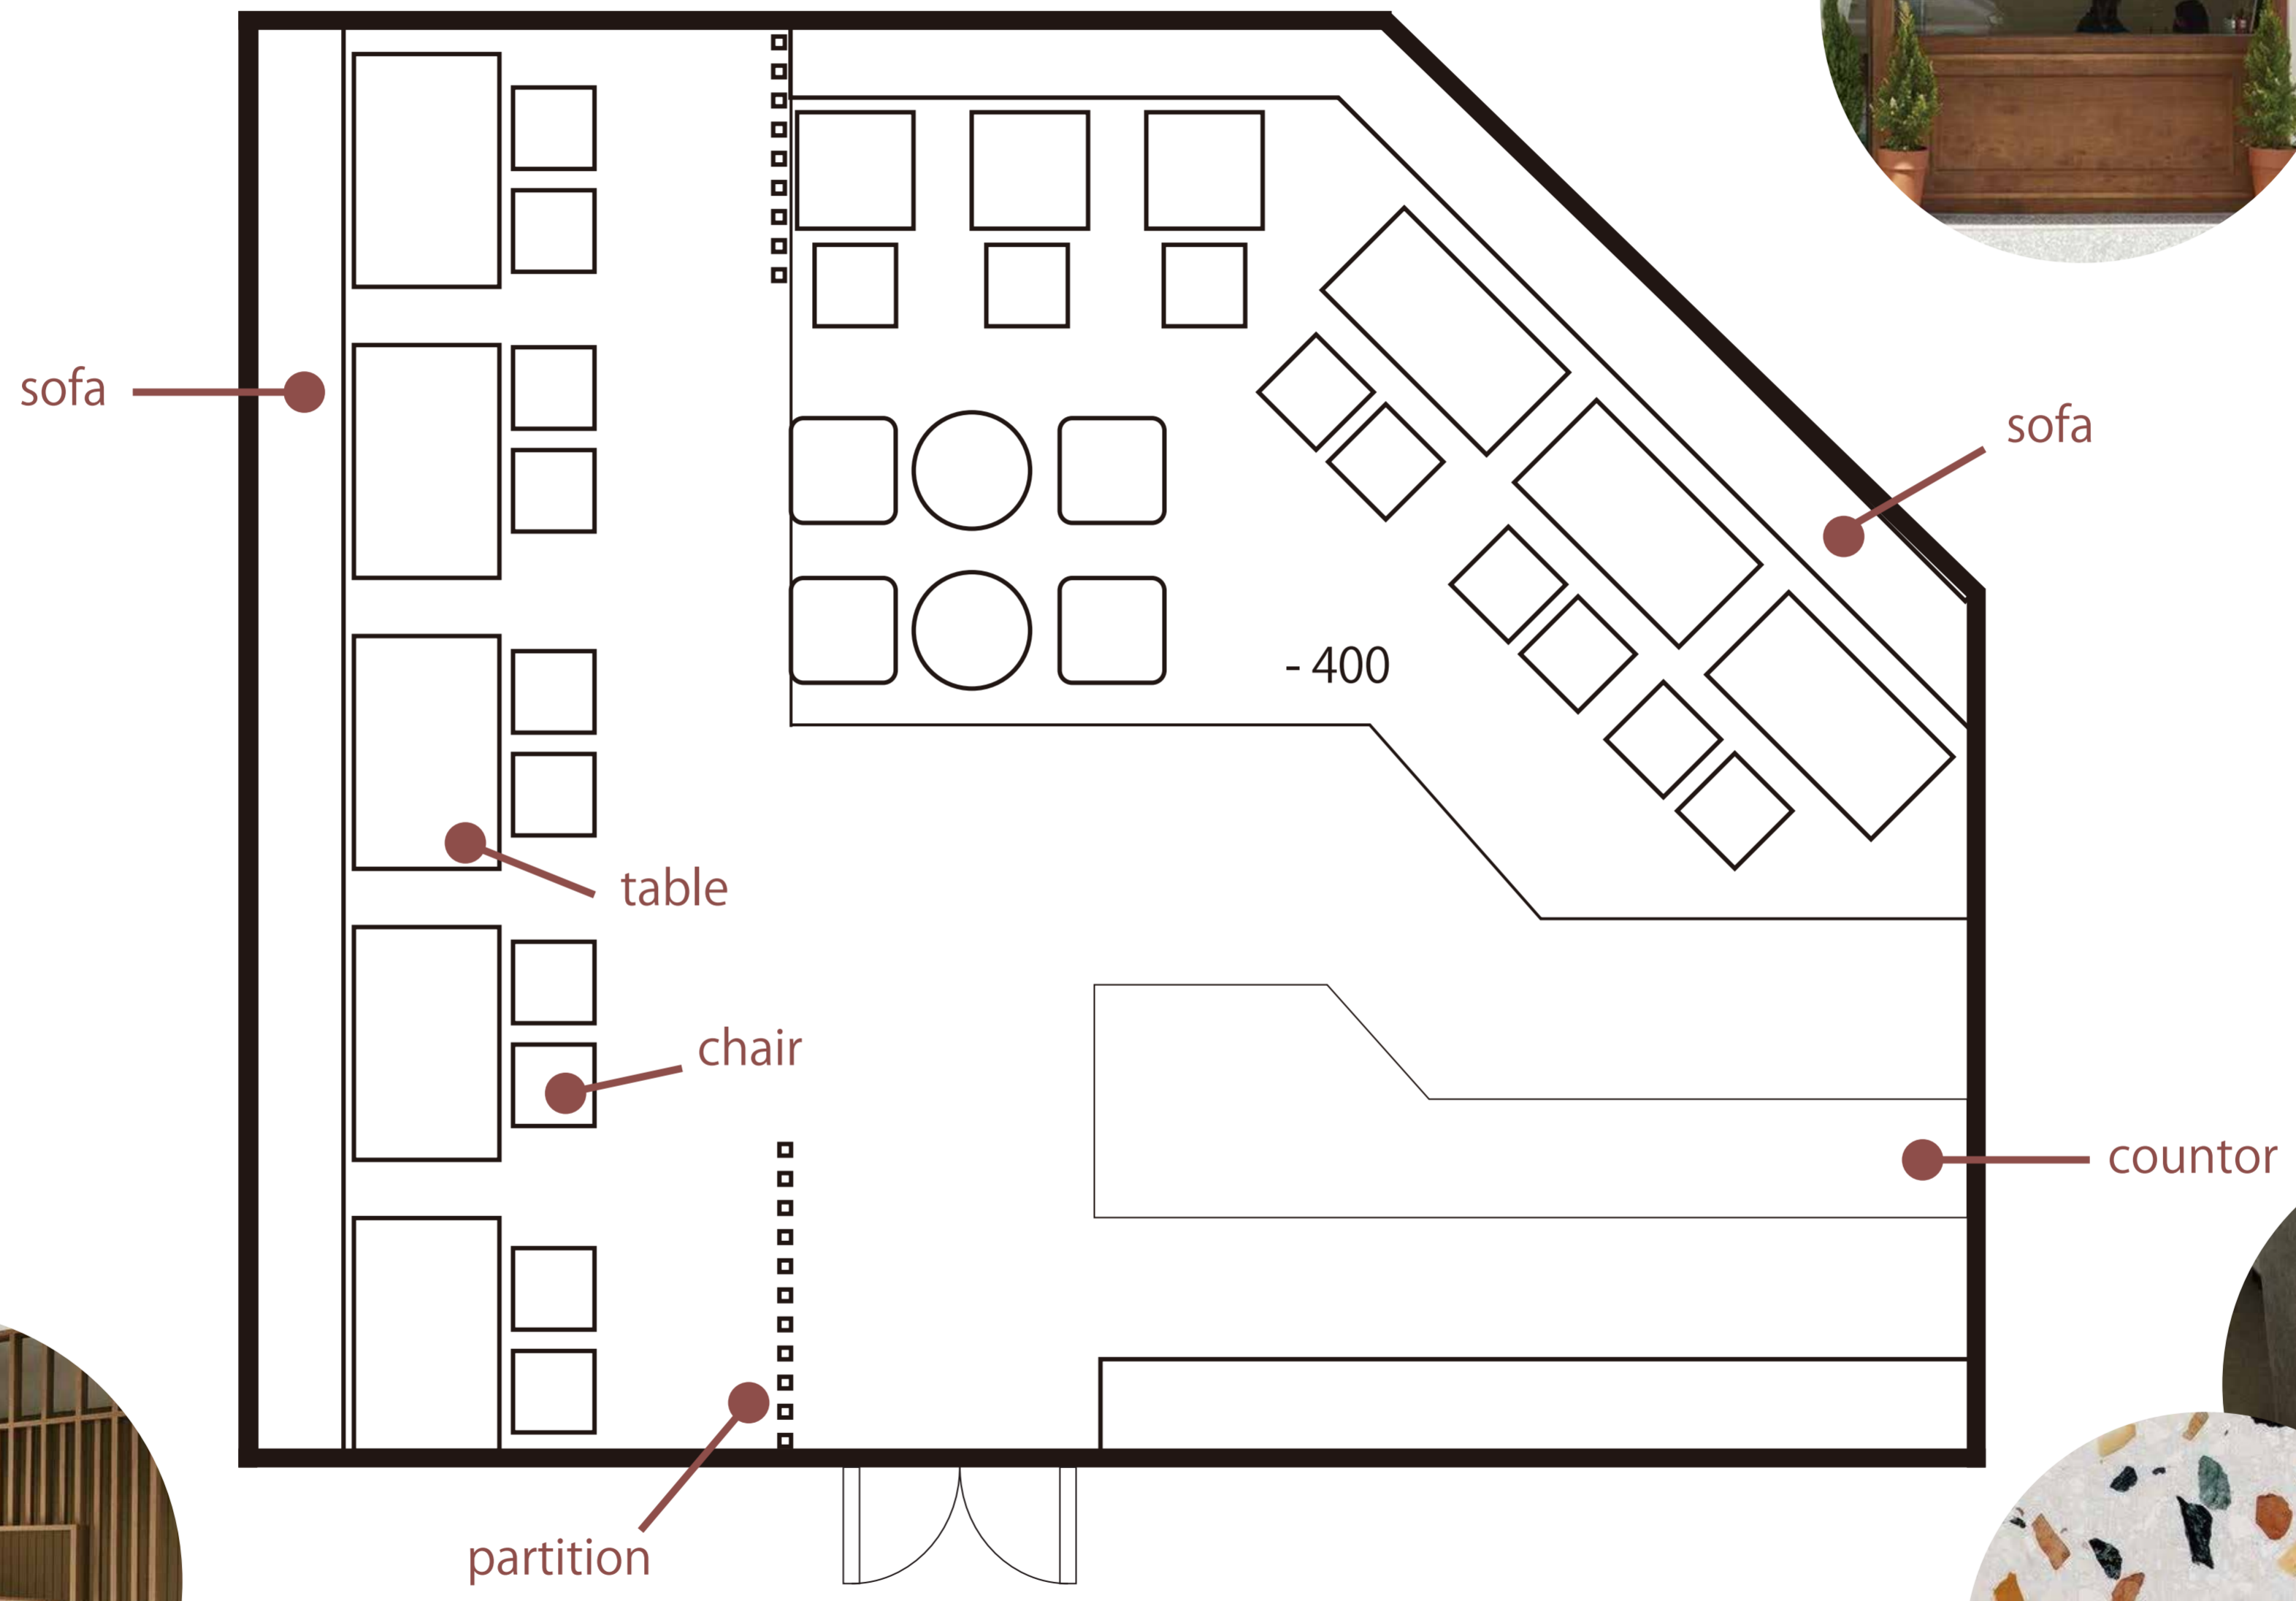 sofa
sofa
- 400
table
chair
countor
partition